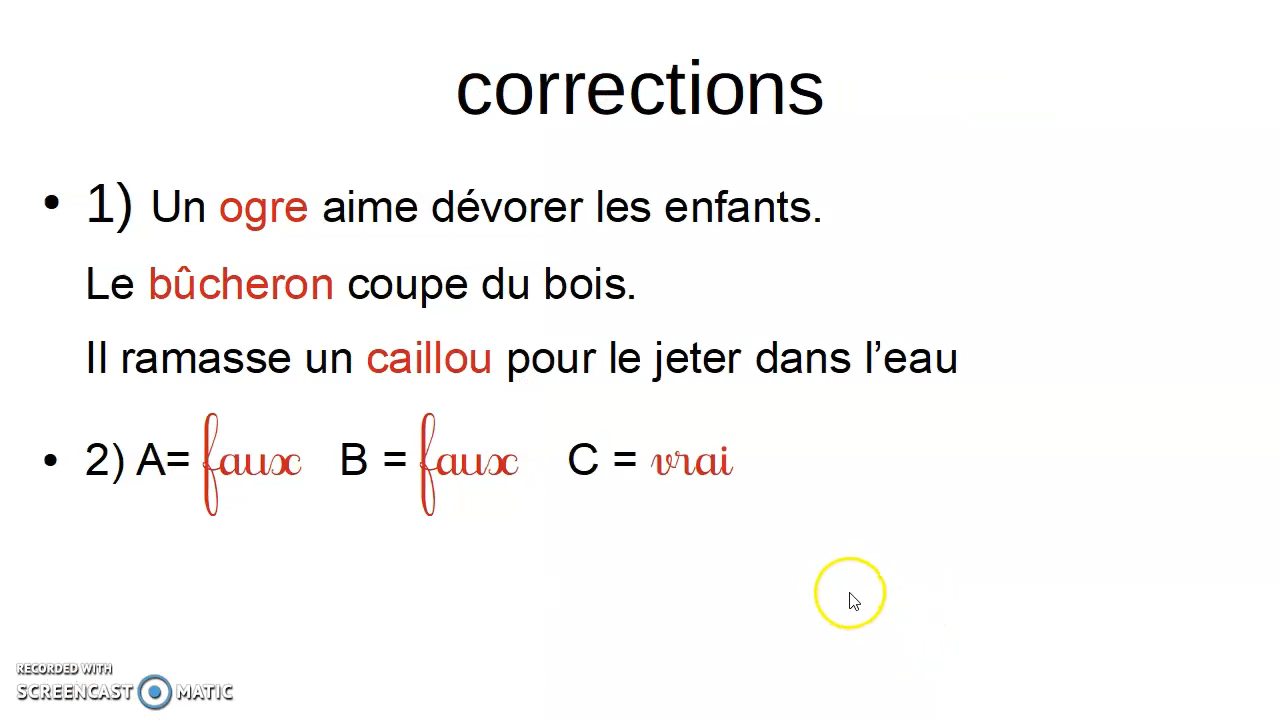 corrections
• 1) Un ogre aime dévorer les enfants.
Le bûcheron coupe du bois.
Il ramasse un caillou pour le jeter dans l’eau
• 2) A= faux B = faux C = vrai
RECORDED WITH
SCREENCAST MATIC